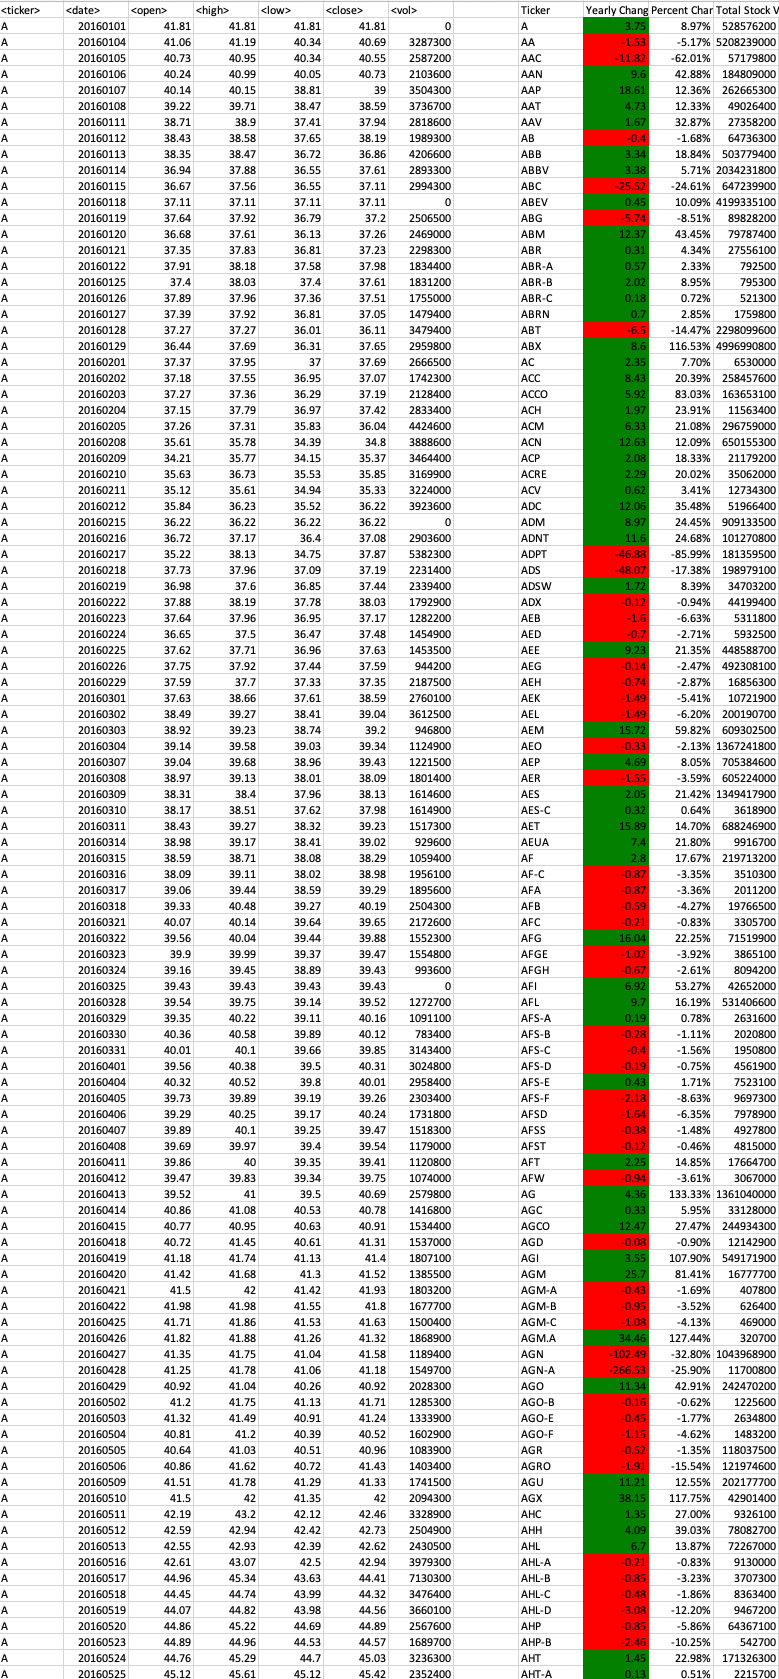 <ticker> <date> <open> <high> <low> <close> <vol> Ticker Yearly Chang Percent Char Total Stock V
A 20160101 41.81 41.81 41.81 41.81 0 A 3.75 8.97% 528576200
A 20160104 41.06 41.19 40.34 40.69 3287300 AA -1.53 -5.17% 5208239000
A 20160105 40.73 40.95 40.34 40.55 2587200 AAC -11.82 -62.01% 57179800
A 20160106 40.24 40.99 40.05 40.73 2103600 AAN 9.6 42.88% 184809000
A 20160107 40.14 40.15 38.81 39 3504300 AAP 18.61 12.36% 262665300
A 20160108 39.22 39.71 38.47 38.59 3736700 AAT 4.73 12.33% 49026400
A 20160111 38.71 38.9 37.41 37.94 2818600 AAV 1.67 32.87% 27358200
A 20160112 38.43 38.58 37.65 38.19 1989300 AB -0.4 -1.68% 64736300
A 20160113 38.35 38.47 36.72 36.86 4206600 ABB 3.34 18.84% 503779400
A 20160114 36.94 37.88 36.55 37.61 2893300 ABBV 3.38 5.71% 2034231800
A 20160115 36.67 37.56 36.55 37.11 2994300 ABC -25.52 -24.61% 647239900
A 20160118 37.11 37.11 37.11 37.11 0 ABEV 0.45 10.09% 4199335100
A 20160119 37.64 37.92 36.79 37.2 2506500 ABG -5.74 -8.51% 89828200
A 20160120 36.68 37.61 36.13 37.26 2469000 ABM 12.37 43.45% 79787400
A 20160121 37.35 37.83 36.81 37.23 2298300 ABR 0.31 4.34% 27556100
A 20160122 37.91 38.18 37.58 37.98 1834400 ABR-A 0.57 2.33% 792500
A 20160125 37.4 38.03 37.4 37.61 1831200 ABR-B 2.02 8.95% 795300
A 20160126 37.89 37.96 37.36 37.51 1755000 ABR-C 0.18 0.72% 521300
A 20160127 37.39 37.92 36.81 37.05 1479400 ABRN 0.7 2.85% 1759800
A 20160128 37.27 37.27 36.01 36.11 3479400 ABT -6.5 -14.47% 2298099600
A 20160129 36.44 37.69 36.31 37.65 2959800 ABX 8.6 116.53% 4996990800
A 20160201 37.37 37.95 37 37.69 2666500 AC 2.35 7.70% 6530000
A 20160202 37.18 37.55 36.95 37.07 1742300 ACC 8.43 20.39% 258457600
A 20160203 37.27 37.36 36.29 37.19 2128400 ACCO 5.92 83.03% 163653100
A 20160204 37.15 37.79 36.97 37.42 2833400 ACH 1.97 23.91% 11563400
A 20160205 37.26 37.31 35.83 36.04 4424600 ACM 6.33 21.08% 296759000
A 20160208 35.61 35.78 34.39 34.8 3888600 ACN 12.63 12.09% 650155300
A 20160209 34.21 35.77 34.15 35.37 3464400 ACP 2.08 18.33% 21179200
A 20160210 35.63 36.73 35.53 35.85 3169900 ACRE 2.29 20.02% 35062000
A 20160211 35.12 35.61 34.94 35.33 3224000 ACV 0.62 3.41% 12734300
A 20160212 35.84 36.23 35.52 36.22 3923600 ADC 12.06 35.48% 51966400
A 20160215 36.22 36.22 36.22 36.22 0 ADM 8.97 24.45% 909133500
A 20160216 36.72 37.17 36.4 37.08 2903600 ADNT 11.6 24.68% 101270800
A 20160217 35.22 38.13 34.75 37.87 5382300 ADPT -46.88 -85.99% 181359500
A 20160218 37.73 37.96 37.09 37.19 2231400 ADS -48.07 -17.38% 198979100
A 20160219 36.98 37.6 36.85 37.44 2339400 ADSW 1.72 8.39% 34703200
A 20160222 37.88 38.19 37.78 38.03 1792900 ADX -0.12 -0.94% 44199400
A 20160223 37.64 37.96 36.95 37.17 1282200 AEB -1.6 -6.63% 5311800
A 20160224 36.65 37.5 36.47 37.48 1454900 AED -0.7 -2.71% 5932500
A 20160225 37.62 37.71 36.96 37.63 1453500 AEE 9.23 21.35% 448588700
A 20160226 37.75 37.92 37.44 37.59 944200 AEG -0.14 -2.47% 492308100
A 20160229 37.59 37.7 37.33 37.35 2187500 AEH -0.74 -2.87% 16856300
A 20160301 37.63 38.66 37.61 38.59 2760100 AEK -1.49 -5.41% 10721900
A 20160302 38.49 39.27 38.41 39.04 3612500 AEL -1.49 -6.20% 200190700
A 20160303 38.92 39.23 38.74 39.2 946800 AEM 15.72 59.82% 609302500
A 20160304 39.14 39.58 39.03 39.34 1124900 AEO -0.33 -2.13% 1367241800
A 20160307 39.04 39.68 38.96 39.43 1221500 AEP 4.69 8.05% 705384600
A 20160308 38.97 39.13 38.01 38.09 1801400 AER -1.55 -3.59% 605224000
A 20160309 38.31 38.4 37.96 38.13 1614600 AES 2.05 21.42% 1349417900
A 20160310 38.17 38.51 37.62 37.98 1614900 AES-C 0.32 0.64% 3618900
A 20160311 38.43 39.27 38.32 39.23 1517300 AET 15.89 14.70% 688246900
A 20160314 38.98 39.17 38.41 39.02 929600 AEUA 7.4 21.80% 9916700
A 20160315 38.59 38.71 38.08 38.29 1059400 AF 2.8 17.67% 219713200
A 20160316 38.09 39.11 38.02 38.98 1956100 AF-C -0.87 -3.35% 3510300
A 20160317 39.06 39.44 38.59 39.29 1895600 AFA -0.87 -3.36% 2011200
A 20160318 39.33 40.48 39.27 40.19 2504300 AFB -0.59 -4.27% 19766500
A 20160321 40.07 40.14 39.64 39.65 2172600 AFC -0.21 -0.83% 3305700
A 20160322 39.56 40.04 39.44 39.88 1552300 AFG 16.04 22.25% 71519900
A 20160323 39.9 39.99 39.37 39.47 1554800 AFGE -1.02 -3.92% 3865100
A 20160324 39.16 39.45 38.89 39.43 993600 AFGH -0.67 -2.61% 8094200
A 20160325 39.43 39.43 39.43 39.43 0 AFI 6.92 53.27% 42652000
A 20160328 39.54 39.75 39.14 39.52 1272700 AFL 9.7 16.19% 531406600
A 20160329 39.35 40.22 39.11 40.16 1091100 AFS-A 0.19 0.78% 2631600
A 20160330 40.36 40.58 39.89 40.12 783400 AFS-B -0.28 -1.11% 2020800
A 20160331 40.01 40.1 39.66 39.85 3143400 AFS-C -0.4 -1.56% 1950800
A 20160401 39.56 40.38 39.5 40.31 3024800 AFS-D -0.19 -0.75% 4561900
A 20160404 40.32 40.52 39.8 40.01 2958400 AFS-E 0.43 1.71% 7523100
A 20160405 39.73 39.89 39.19 39.26 2303400 AFS-F -2.18 -8.63% 9697300
A 20160406 39.29 40.25 39.17 40.24 1731800 AFSD -1.64 -6.35% 7978900
A 20160407 39.89 40.1 39.25 39.47 1518300 AFSS -0.38 -1.48% 4927800
A 20160408 39.69 39.97 39.4 39.54 1179000 AFST -0.12 -0.46% 4815000
A 20160411 39.86 40 39.35 39.41 1120800 AFT 2.25 14.85% 17664700
A 20160412 39.47 39.83 39.34 39.75 1074000 AFW -0.94 -3.61% 3067000
A 20160413 39.52 41 39.5 40.69 2579800 AG 4.36 133.33% 1361040000
A 20160414 40.86 41.08 40.53 40.78 1416800 AGC 0.33 5.95% 33128000
A 20160415 40.77 40.95 40.63 40.91 1534400 AGCO 12.47 27.47% 244934300
A 20160418 40.72 41.45 40.61 41.31 1537000 AGD -0.08 -0.90% 12142900
A 20160419 41.18 41.74 41.13 41.4 1807100 AGI 3.55 107.90% 549171900
A 20160420 41.42 41.68 41.3 41.52 1385500 AGM 25.7 81.41% 16777700
A 20160421 41.5 42 41.42 41.93 1803200 AGM-A -0.43 -1.69% 407800
A 20160422 41.98 41.98 41.55 41.8 1677700 AGM-B -0.95 -3.52% 626400
A 20160425 41.71 41.86 41.53 41.63 1500400 AGM-C -1.08 -4.13% 469000
A 20160426 41.82 41.88 41.26 41.32 1868900 AGM.A 34.46 127.44% 320700
A 20160427 41.35 41.75 41.04 41.58 1189400 AGN -102.49 -32.80% 1043968900
A 20160428 41.25 41.78 41.06 41.18 1549700 AGN-A -266.53 -25.90% 11700800
A 20160429 40.92 41.04 40.26 40.92 2028300 AGO 11.34 42.91% 242470200
A 20160502 41.2 41.75 41.13 41.71 1285300 AGO-B -0.16 -0.62% 1225600
A 20160503 41.32 41.49 40.91 41.24 1333900 AGO-E -0.45 -1.77% 2634800
A 20160504 40.81 41.2 40.39 40.52 1602900 AGO-F -1.15 -4.62% 1483200
A 20160505 40.64 41.03 40.51 40.96 1083900 AGR -0.52 -1.35% 118037500
A 20160506 40.86 41.62 40.72 41.43 1403400 AGRO -1.91 -15.54% 121974600
A 20160509 41.51 41.78 41.29 41.33 1741500 AGU 11.21 12.55% 202177700
A 20160510 41.5 42 41.35 42 2094300 AGX 38.15 117.75% 42901400
A 20160511 42.19 43.2 42.12 42.46 3328900 AHC 1.35 27.00% 9326100
A 20160512 42.59 42.94 42.42 42.73 2504900 AHH 4.09 39.03% 78082700
A 20160513 42.55 42.93 42.39 42.62 2430500 AHL 6.7 13.87% 72267000
A 20160516 42.61 43.07 42.5 42.94 3979300 AHL-A -0.21 -0.83% 9130000
A 20160517 44.96 45.34 43.63 44.41 7130300 AHL-B -0.85 -3.23% 3707300
A 20160518 44.45 44.74 43.99 44.32 3476400 AHL-C -0.48 -1.86% 8363400
A 20160519 44.07 44.82 43.98 44.56 3660100 AHL-D -3.08 -12.20% 9467200
A 20160520 44.86 45.22 44.69 44.89 2567600 AHP -0.85 -5.86% 64367100
A 20160523 44.89 44.96 44.53 44.57 1689700 AHP-B -2.46 -10.25% 542700
A 20160524 44.76 45.29 44.7 45.03 3236300 AHT 1.45 22.98% 171326300
A 20160525 45.12 45.61 45.12 45.42 2352400 AHT-A 0.13 0.51% 2215700